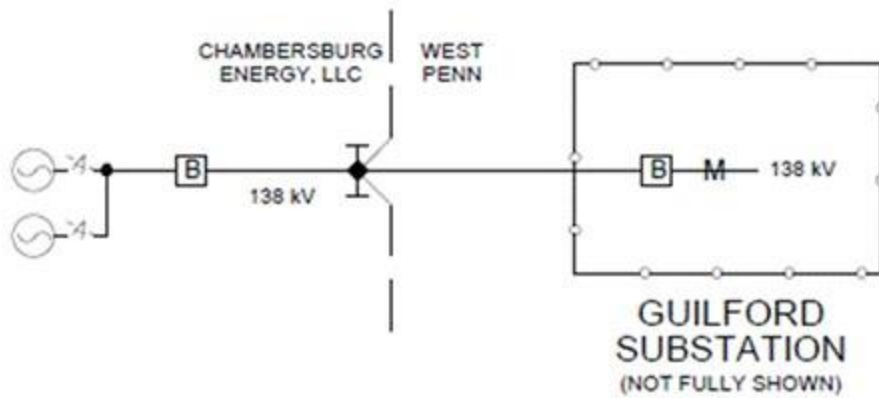 CHAMBERSBURG
ENERGY, LLC
WEST
PENN
B
138 kV
B
M
138 kV
GUILFORD
SUBSTATION
(NOT FULLY SHOWN)